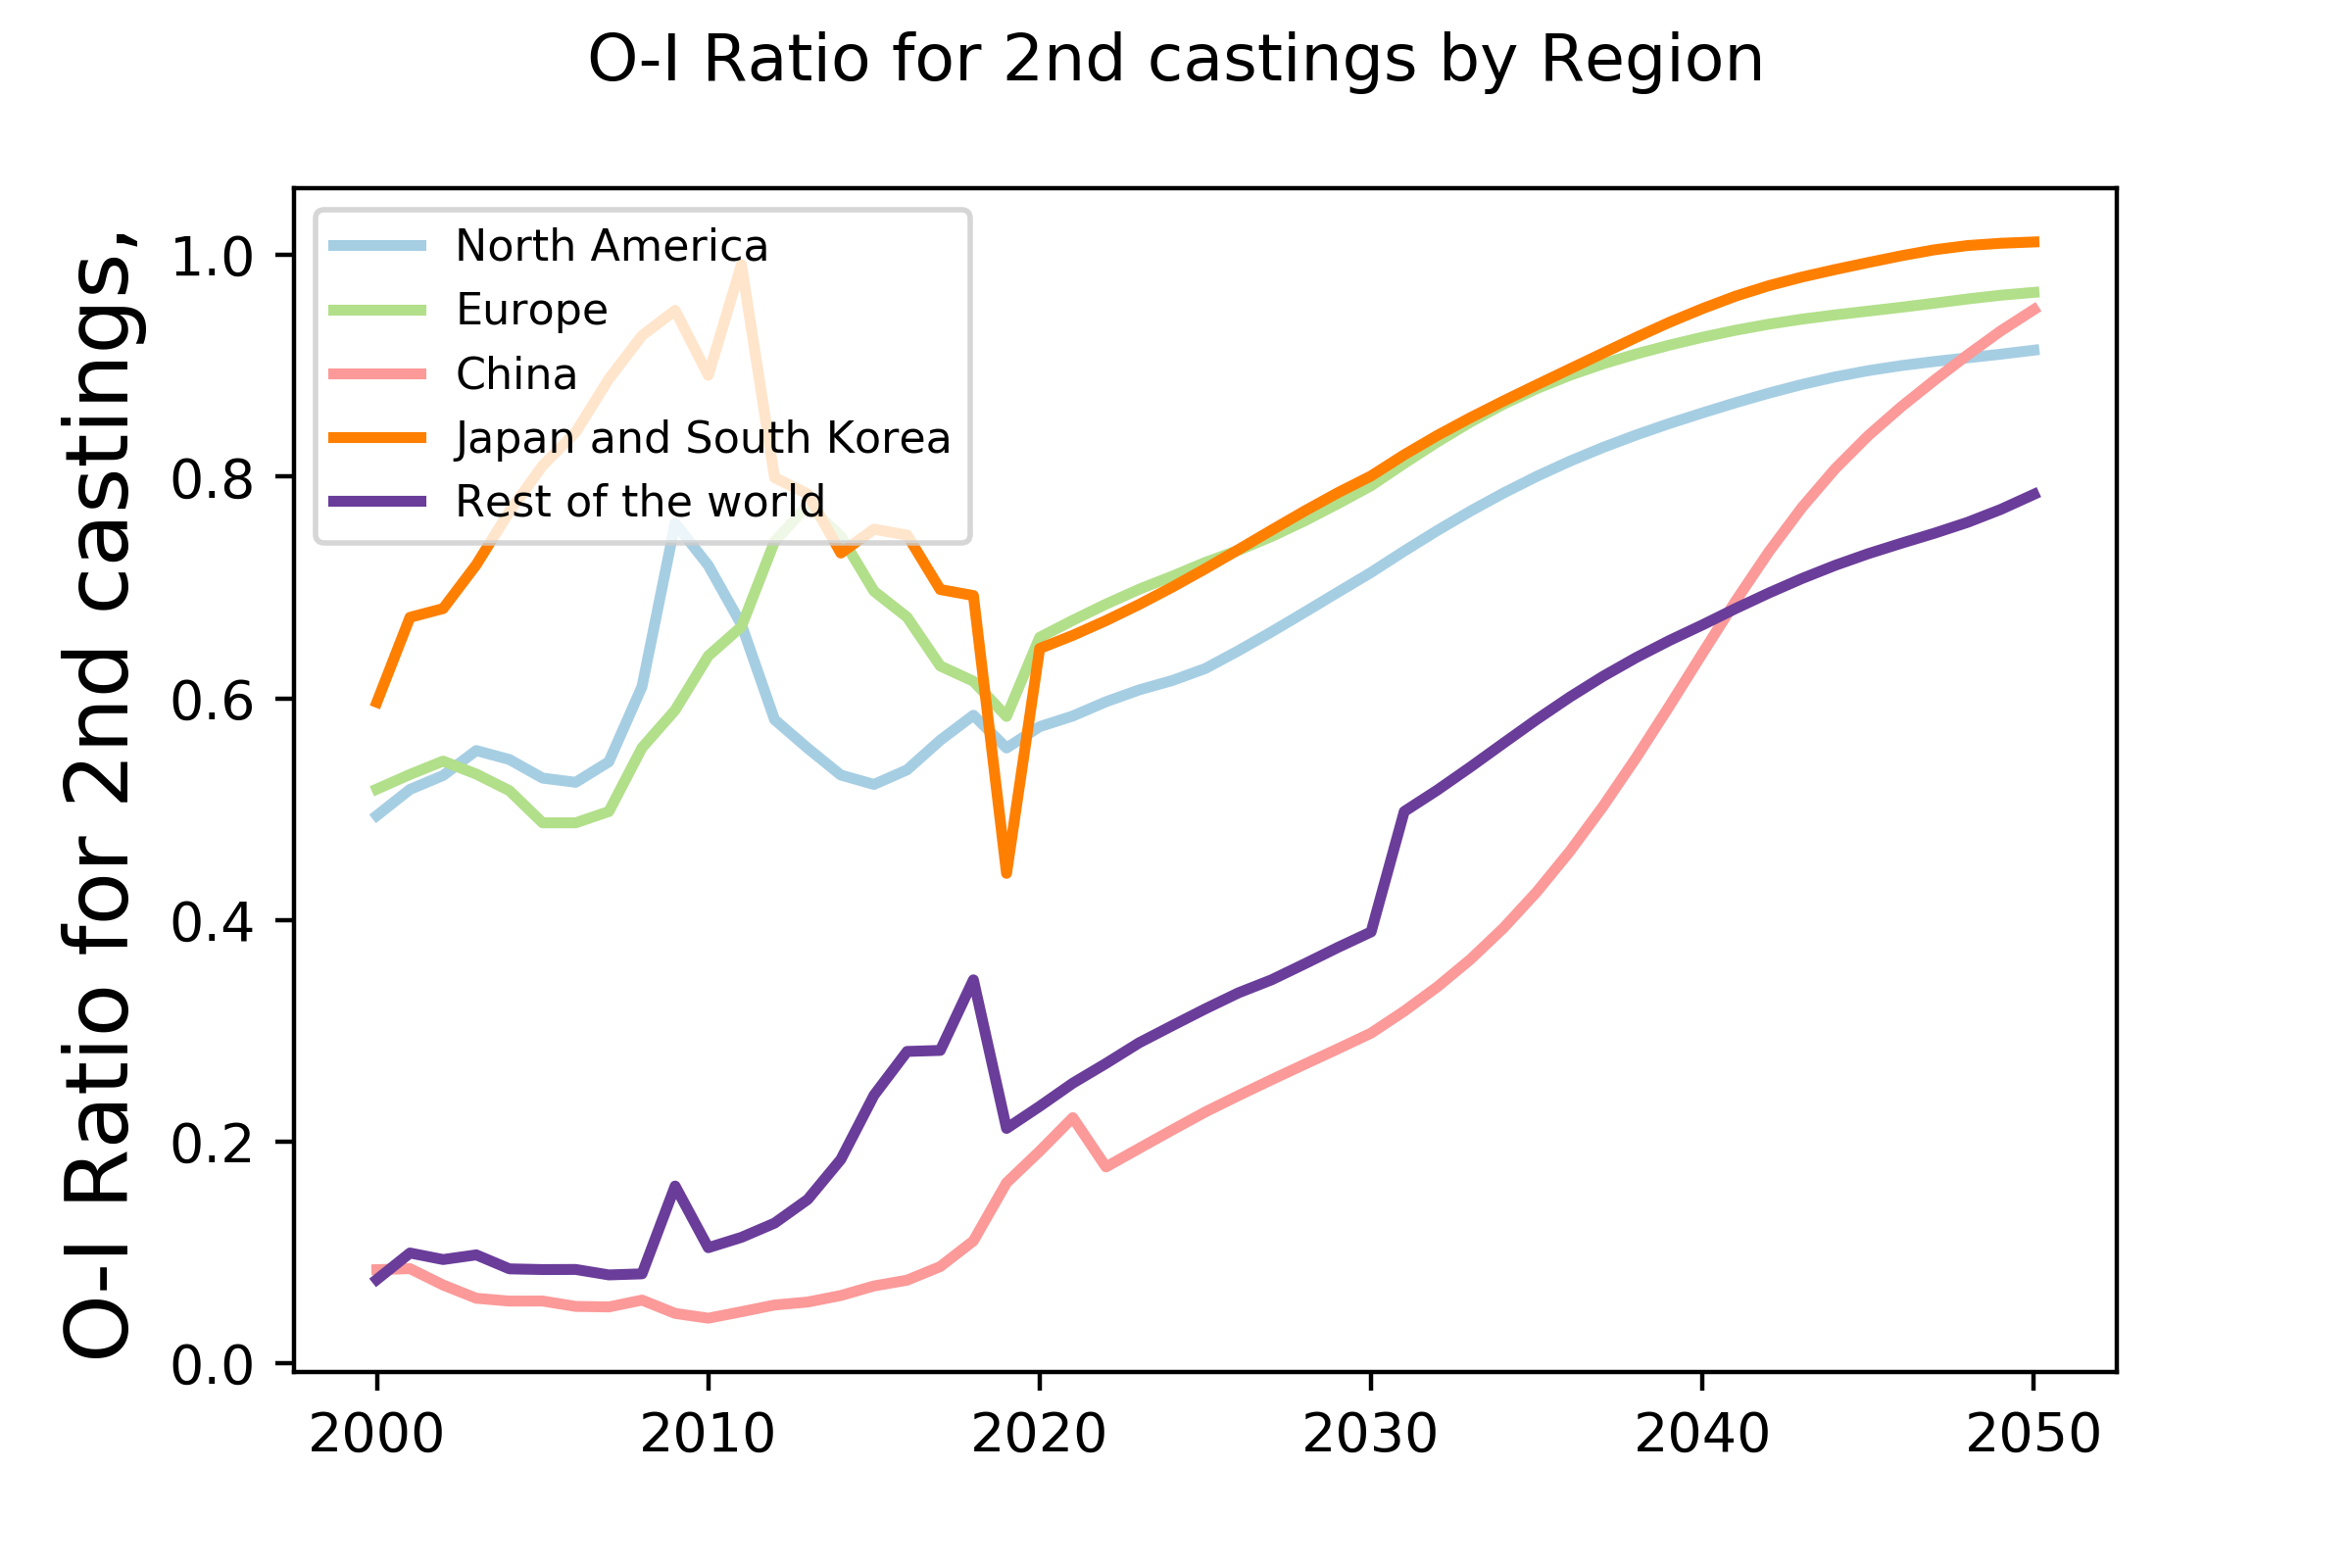 O-I Ratio for 2nd castings by Region
O-I Ratio for 2nd castings,
1.0
0.8
0.6
0.4
0.2
0.0
North America
Europe
China
Japan and South Korea
Rest of the world
2000
2010
2020
2030
2040
2050